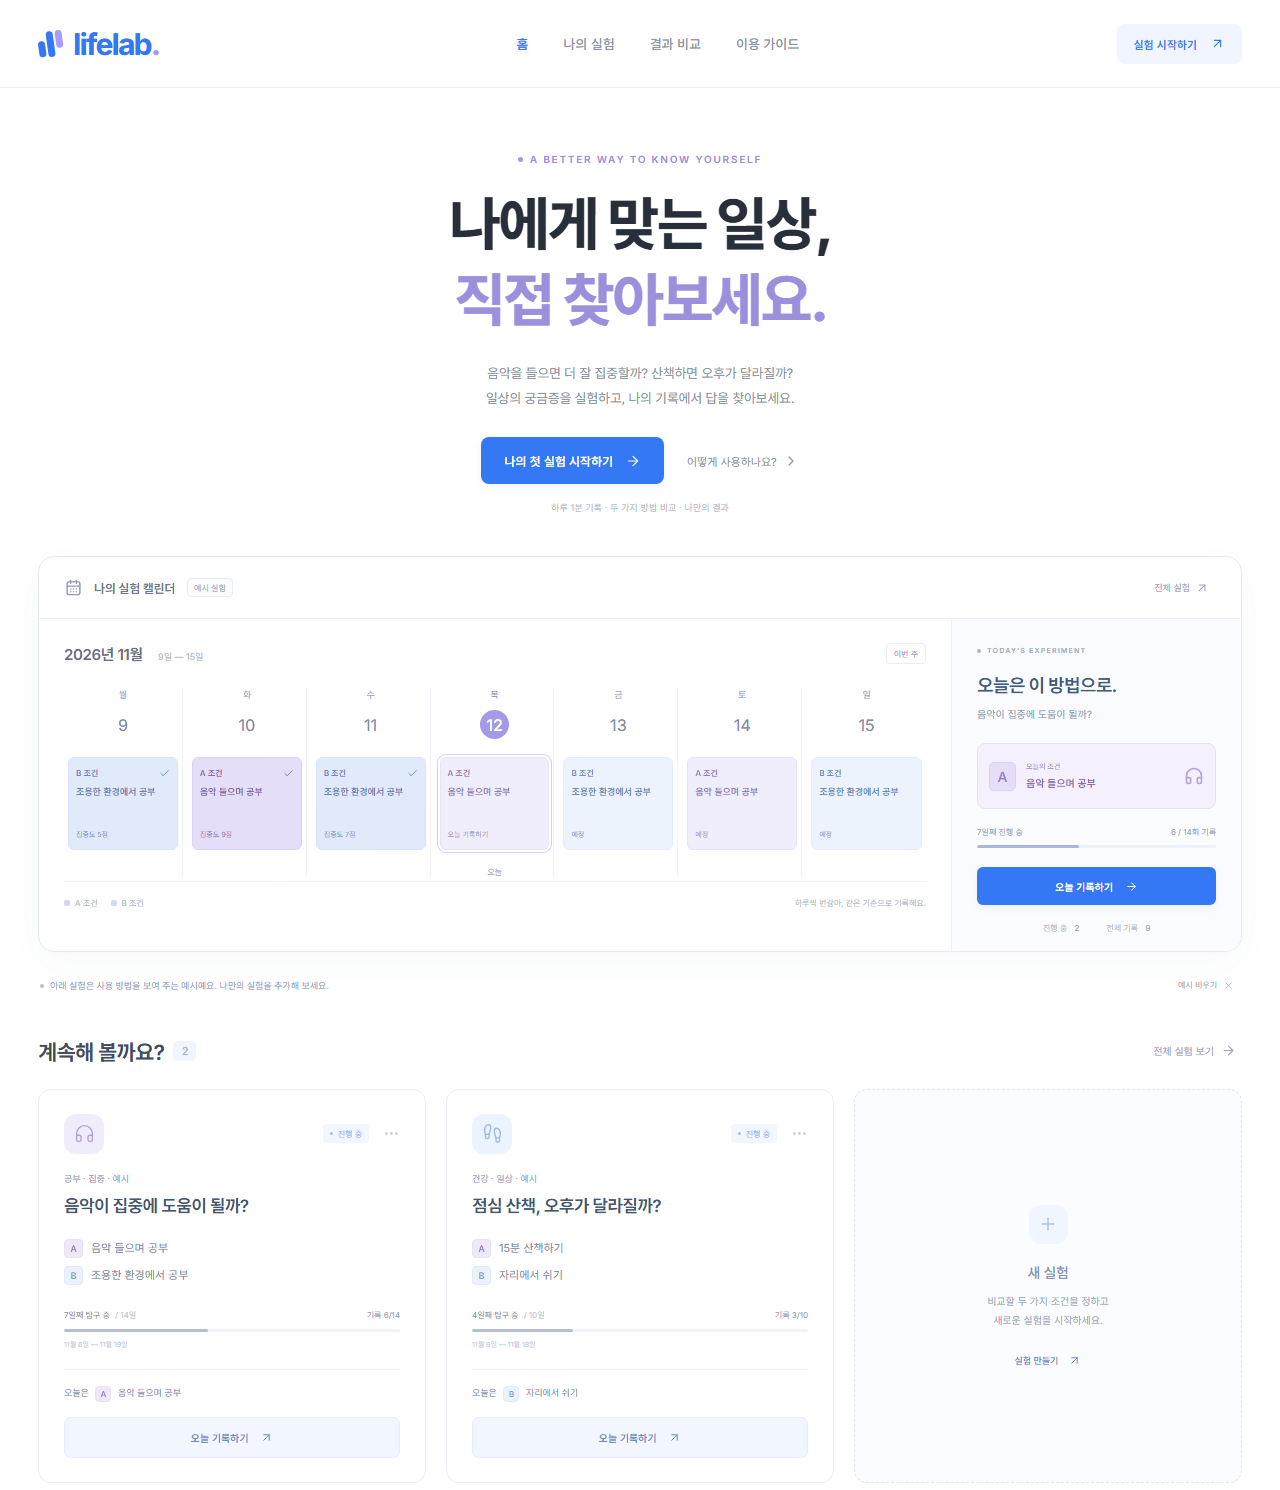 lifelab.
홈 나의 실험 결과 비교 이용 가이드
실험 시작하기
A BETTER WAY TO KNOW YOURSELF
나에게 맞는 일상,
직접 찾아보세요.
음악을 들으면 더 잘 집중할까? 산책하면 오후가 달라질까?
일상의 궁금증을 실험하고, 나의 기록에서 답을 찾아보세요.
나의 첫 실험 시작하기
어떻게 사용하나요?
하루 1분 기록 · 두 가지 방법 비교 · 나만의 결과
나의 실험 캘린더 예시 실험
전체 실험
2026년 11월 9일 — 15일
이번 주
월 화 수 목 금 토 일
9 10 11 12 13 14 15
B 조건
조용한 환경에서 공부
집중도 5점
A 조건
음악 들으며 공부
집중도 9점
B 조건
조용한 환경에서 공부
집중도 7점
A 조건
음악 들으며 공부
오늘 기록하기
오늘
B 조건
조용한 환경에서 공부
예정
A 조건
음악 들으며 공부
예정
B 조건
조용한 환경에서 공부
예정
A 조건 B 조건
하루씩 번갈아, 같은 기준으로 기록해요.
TODAY'S EXPERIMENT
오늘은 이 방법으로.
음악이 집중에 도움이 될까?
A
오늘의 조건
음악 들으며 공부
7일째 진행 중 6 / 14회 기록
오늘 기록하기
진행 중 2 전체 기록 9
아래 실험은 사용 방법을 보여 주는 예시예요. 나만의 실험을 추가해 보세요.
예시 비우기
계속해 볼까요? 2
전체 실험 보기
진행 중
공부 · 집중 · 예시
음악이 집중에 도움이 될까?
A 음악 들으며 공부
B 조용한 환경에서 공부
7일째 탐구 중 / 14일 기록 6/14
11월 6일 — 11월 19일
오늘은 A 음악 들으며 공부
오늘 기록하기
진행 중
건강 · 일상 · 예시
점심 산책, 오후가 달라질까?
A 15분 산책하기
B 자리에서 쉬기
4일째 탐구 중 / 10일 기록 3/10
11월 9일 — 11월 18일
오늘은 B 자리에서 쉬기
오늘 기록하기
새 실험
비교할 두 가지 조건을 정하고
새로운 실험을 시작하세요.
실험 만들기